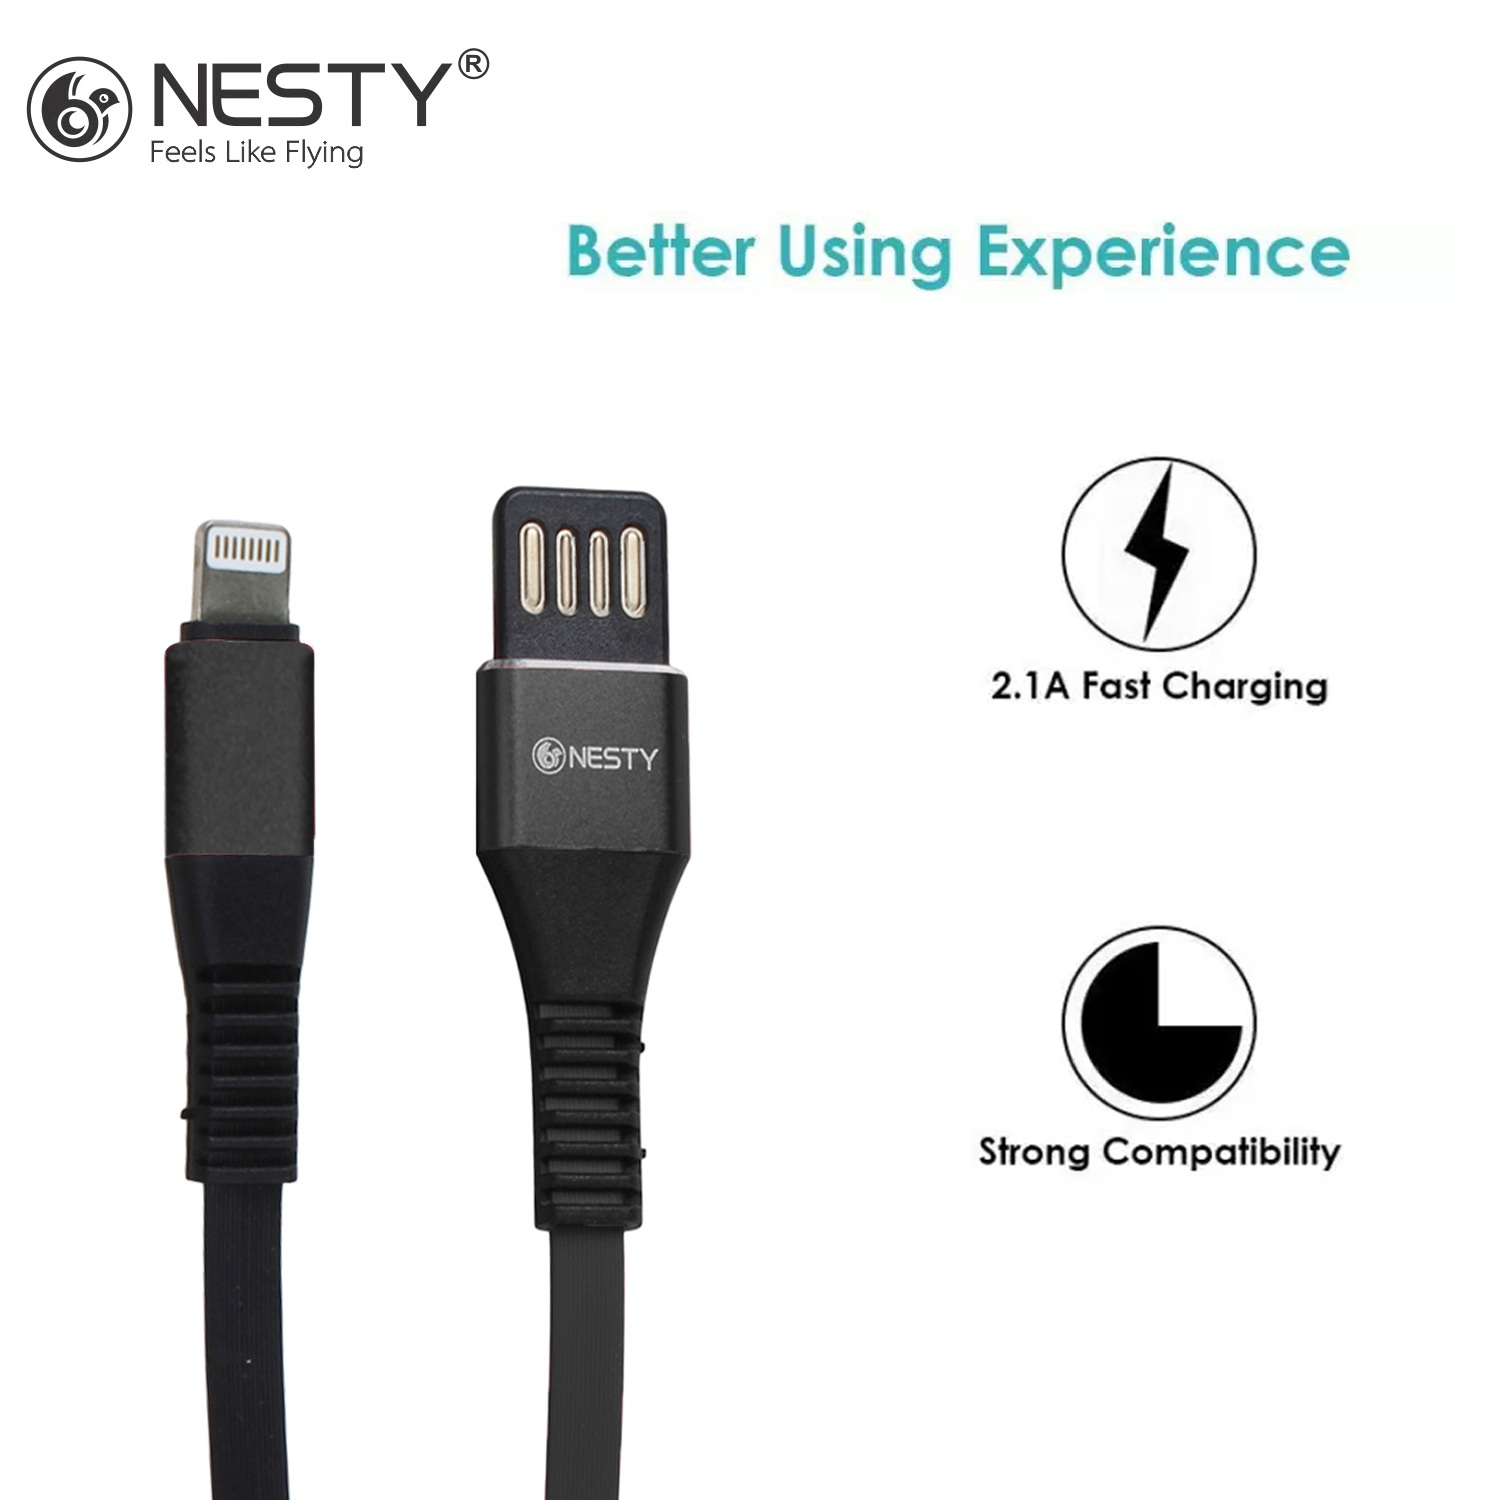 NESTY®
Feels Like Flying
Better Using Experience
2.1A Fast Charging
NESTY
Strong Compatibility